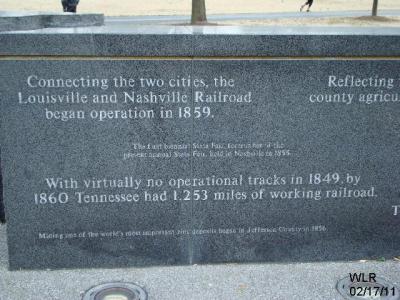 Connecting the two cities, the
Louisville and Nashville Railroad
began operation in 1859.
The first biennial State Fair, forerunner of the
present annual State Fair, held in Nashville in 1855.
With virtually no operational tracks in 1849, by
1860 Tennessee had 1,253 miles of working railroad.
Mining one of the world's most important zinc deposits began in Jefferson County in 1856
Reflecting
county agricu
T
WLR
02/17/11